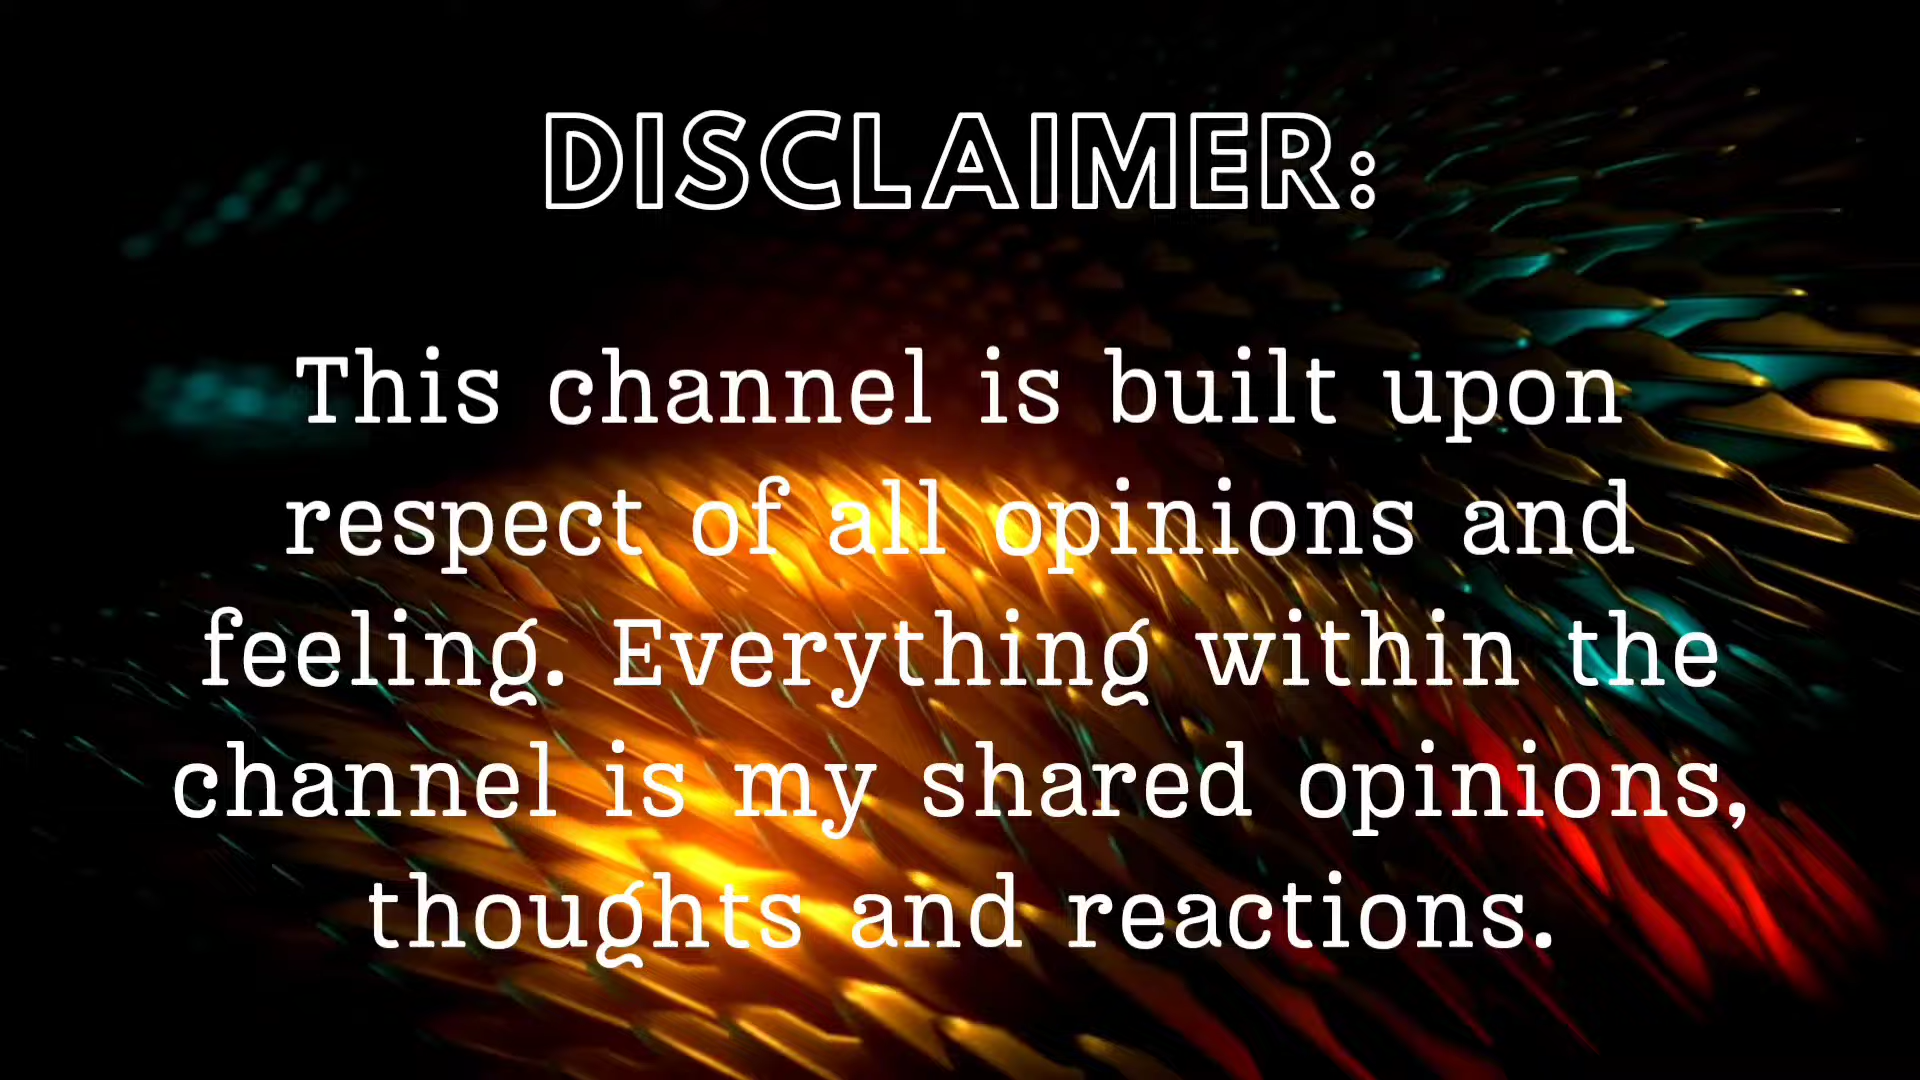 DISCLAIMER:
This channel is built upon
respect of all opinions and
feeling. Everything within the
channel is my shared opinions,
thoughts and reactions.